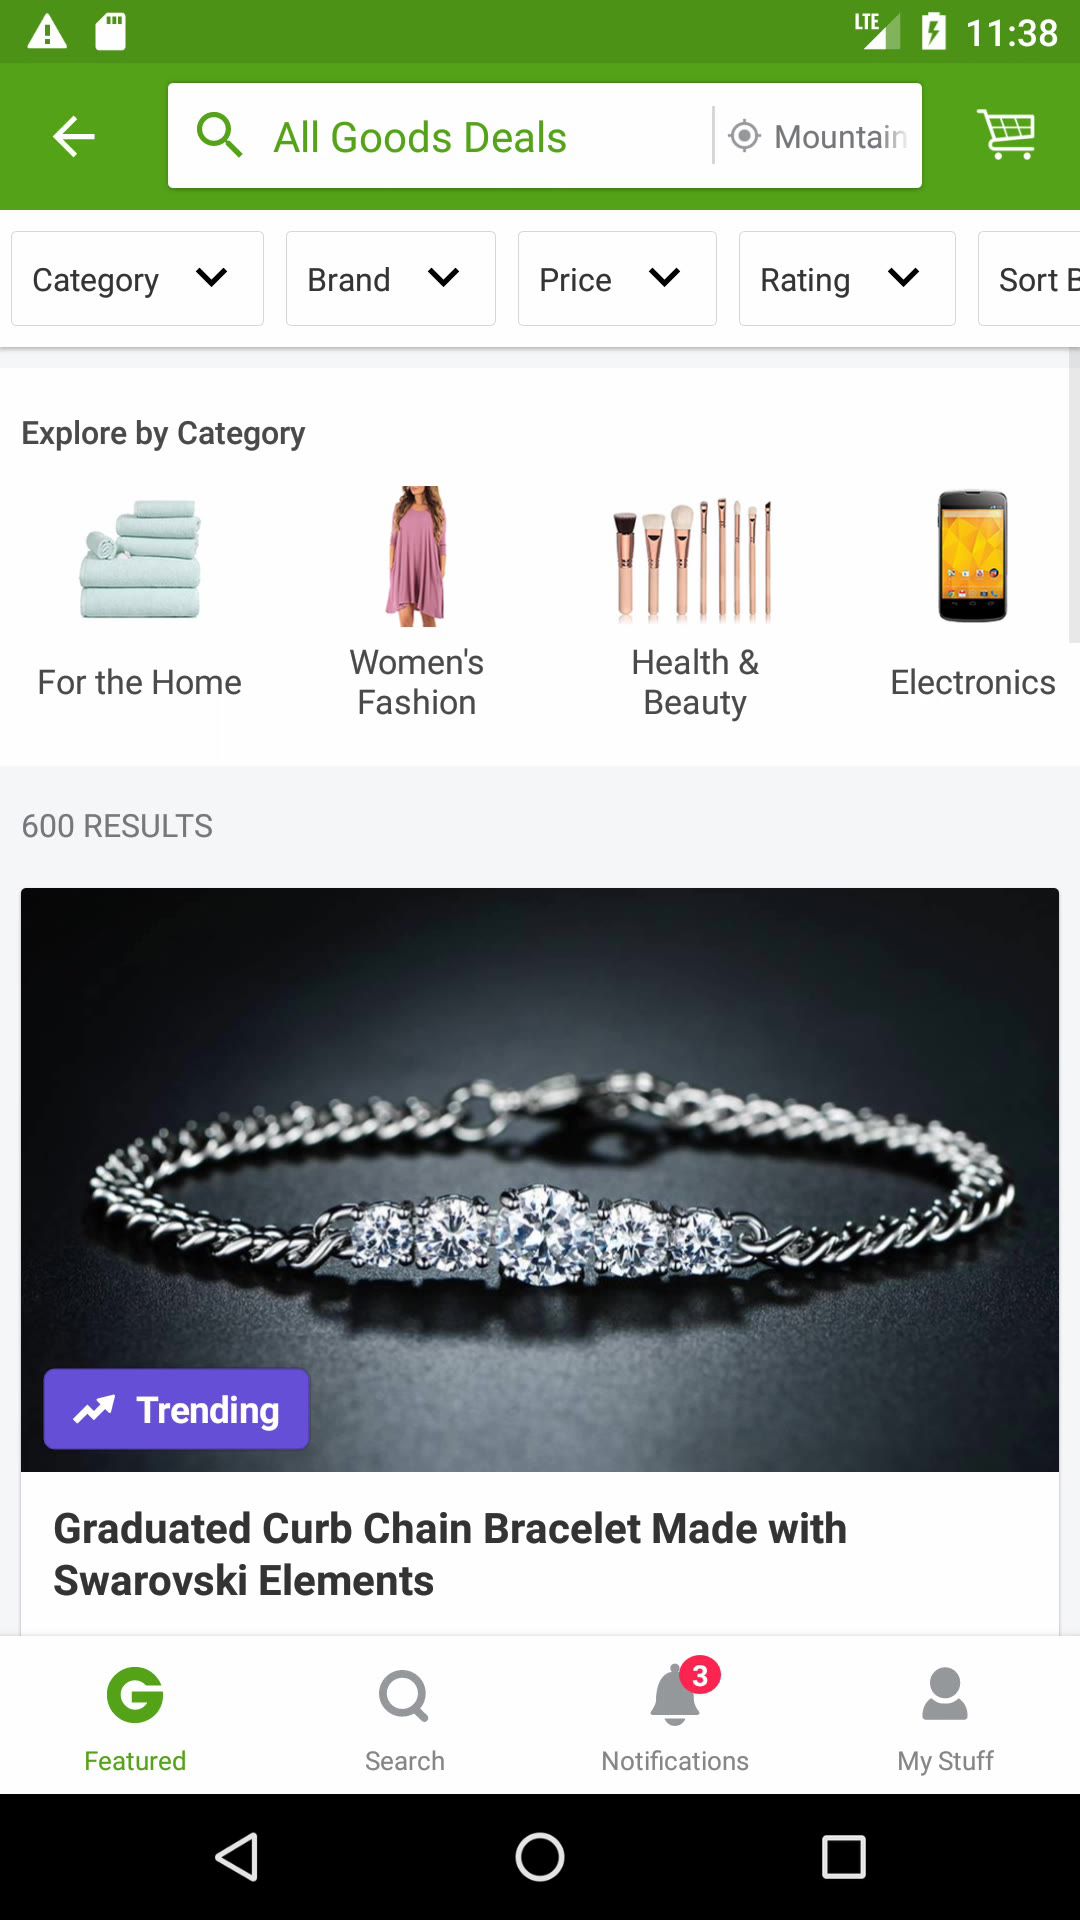 LTE 11:38
All Goods Deals Mountain
Category Brand Price Rating Sort B
Explore by Category
For the Home
Women's
Fashion
Health &
Beauty
Electronics
600 RESULTS
Trending
Graduated Curb Chain Bracelet Made with
Swarovski Elements
3
Featured Search Notifications My Stuff